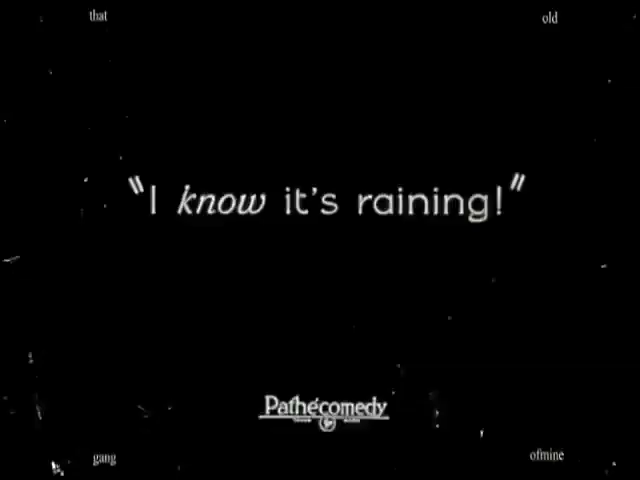 that old
"I know it's raining!"
Pathécomedy
gang ofmine